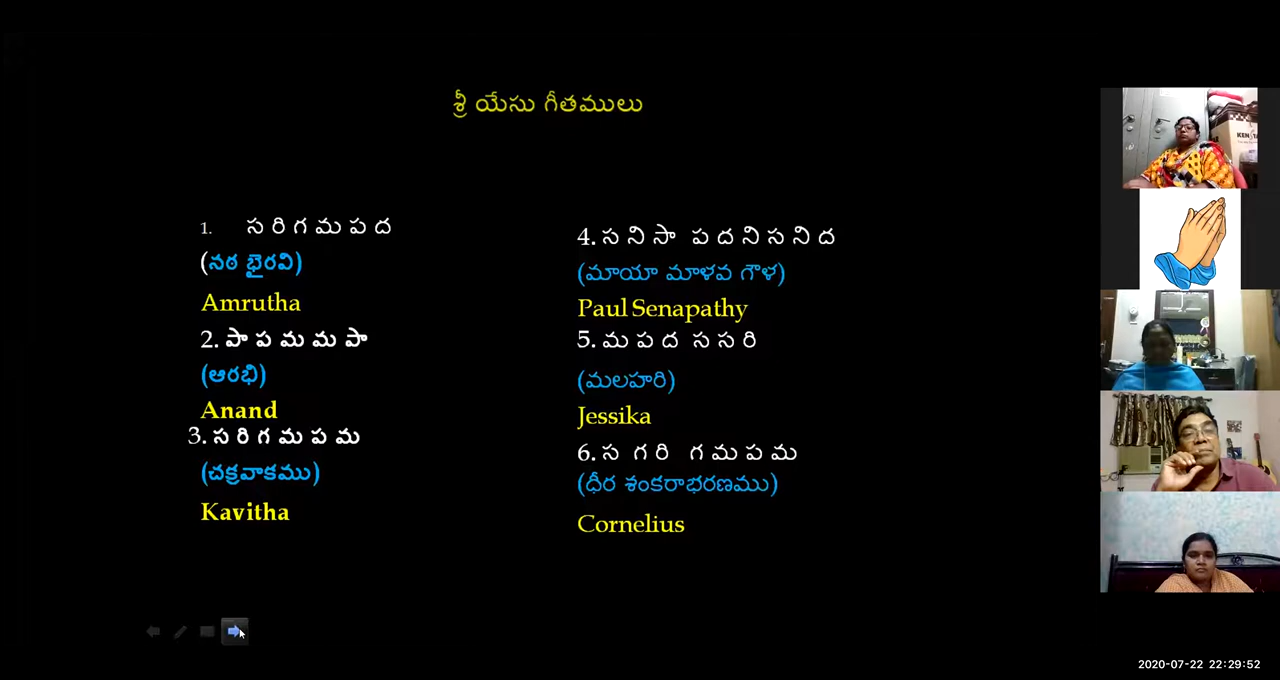 శ్రీ యేసు గీతములు
1. స రి గ మ ప ద
(నఠ భైరవి)
Amrutha
2. పా ప మ మ పా
(ఆరభి)
Anand
3. స రి గ మ ప మ
(చక్రవాకము)
Kavitha
4. స ని సా ప ద ని స ని ద
(మాయా మాళవ గౌళ)
Paul Senapathy
5. మ ప ద స స రి
(మలహరి)
Jessika
6. స గ రి గ మ ప మ
(ధీర శంకరాభరణము)
Cornelius
2020-07-22 22:29:52